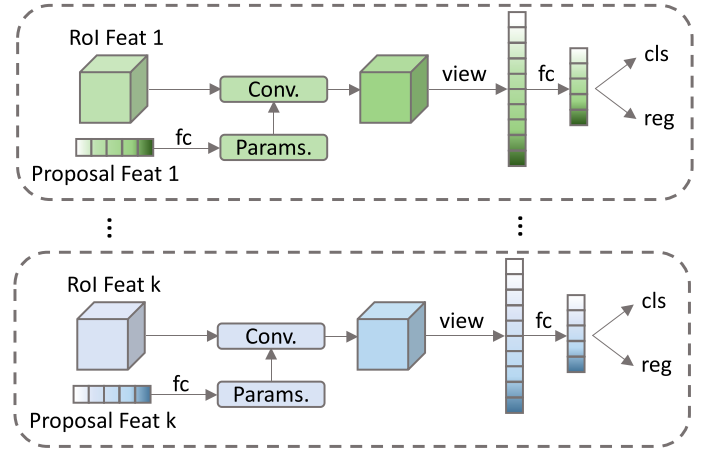 RoI Feat 1
Conv.
view
fc
cls
reg
fc
Params.
Proposal Feat 1
...
...
RoI Feat k
Conv.
view
fc
cls
reg
fc
Params.
Proposal Feat k